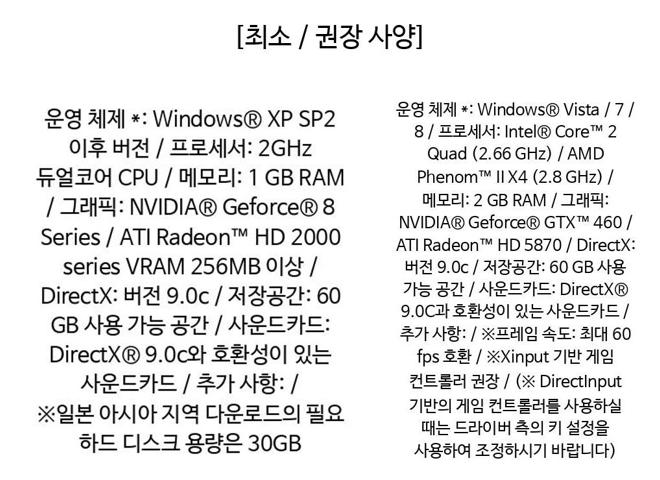 [최소 / 권장 사양]
운영 체제 *: Windows® XP SP2
이후 버전 / 프로세서: 2GHz
듀얼코어 CPU / 메모리: 1 GB RAM
/ 그래픽: NVIDIA® Geforce® 8
Series / ATI Radeon™ HD 2000
series VRAM 256MB 이상 /
DirectX: 버전 9.0c / 저장공간: 60
GB 사용 가능 공간 / 사운드카드:
DirectX® 9.0c와 호환성이 있는
사운드카드 / 추가 사항: /
※일본 아시아 지역 다운로드의 필요
하드 디스크 용량은 30GB
운영 체제 *: Windows® Vista / 7 /
8 / 프로세서: Intel® Core™ 2
Quad (2.66 GHz) / AMD
Phenom™ II X4 (2.8 GHz) /
메모리: 2 GB RAM / 그래픽:
NVIDIA® Geforce® GTX™ 460 /
ATI Radeon™ HD 5870 / DirectX:
버전 9.0c / 저장공간: 60 GB 사용
가능 공간 / 사운드카드: DirectX®
9.0C과 호환성이 있는 사운드카드 /
추가 사항: / ※프레임 속도: 최대 60
fps 호환 / ※Xinput 기반 게임
컨트롤러 권장 / (※ DirectInput
기반의 게임 컨트롤러를 사용하실
때는 드라이버 측의 키 설정을
사용하여 조정하시기 바랍니다)